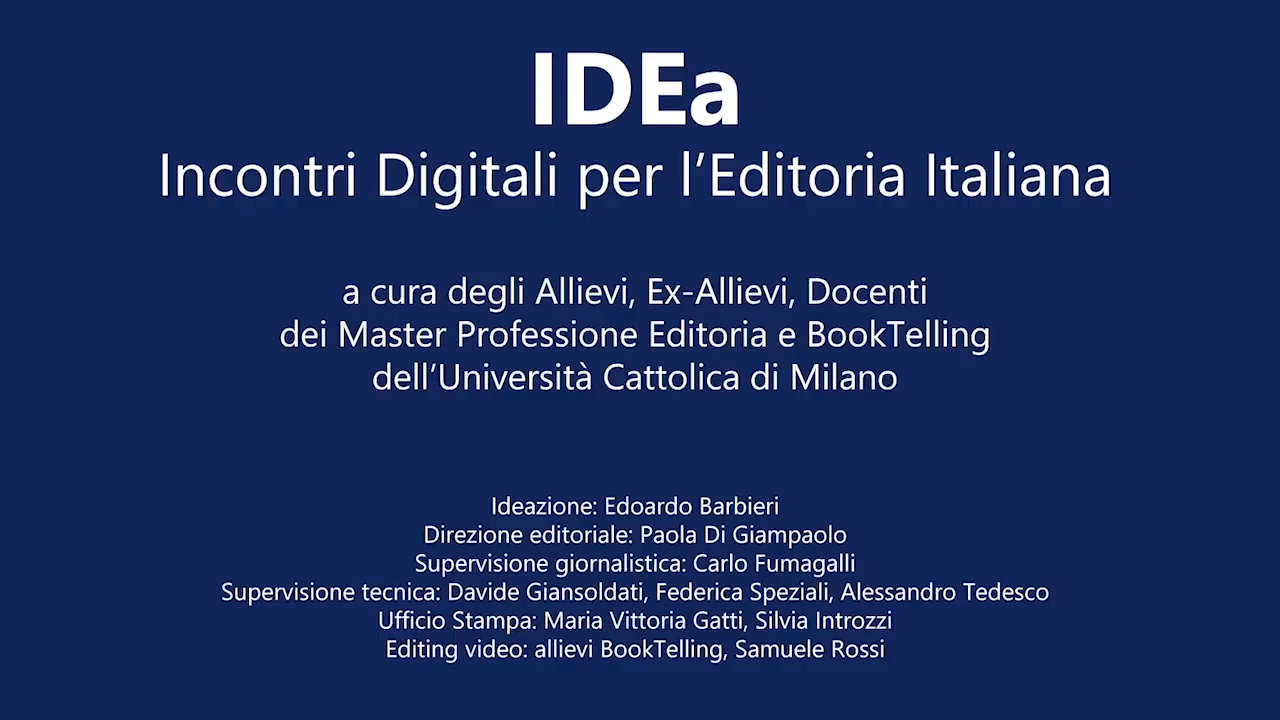 IDEa
Incontri Digitali per l’Editoria Italiana
a cura degli Allievi, Ex-Allievi, Docenti
dei Master Professione Editoria e BookTelling
dell’Università Cattolica di Milano
Ideazione: Edoardo Barbieri
Direzione editoriale: Paola Di Giampaolo
Supervisione giornalistica: Carlo Fumagalli
Supervisione tecnica: Davide Giansoldati, Federica Speziali, Alessandro Tedesco
Ufficio Stampa: Maria Vittoria Gatti, Silvia Introzzi
Editing video: allievi BookTelling, Samuele Rossi